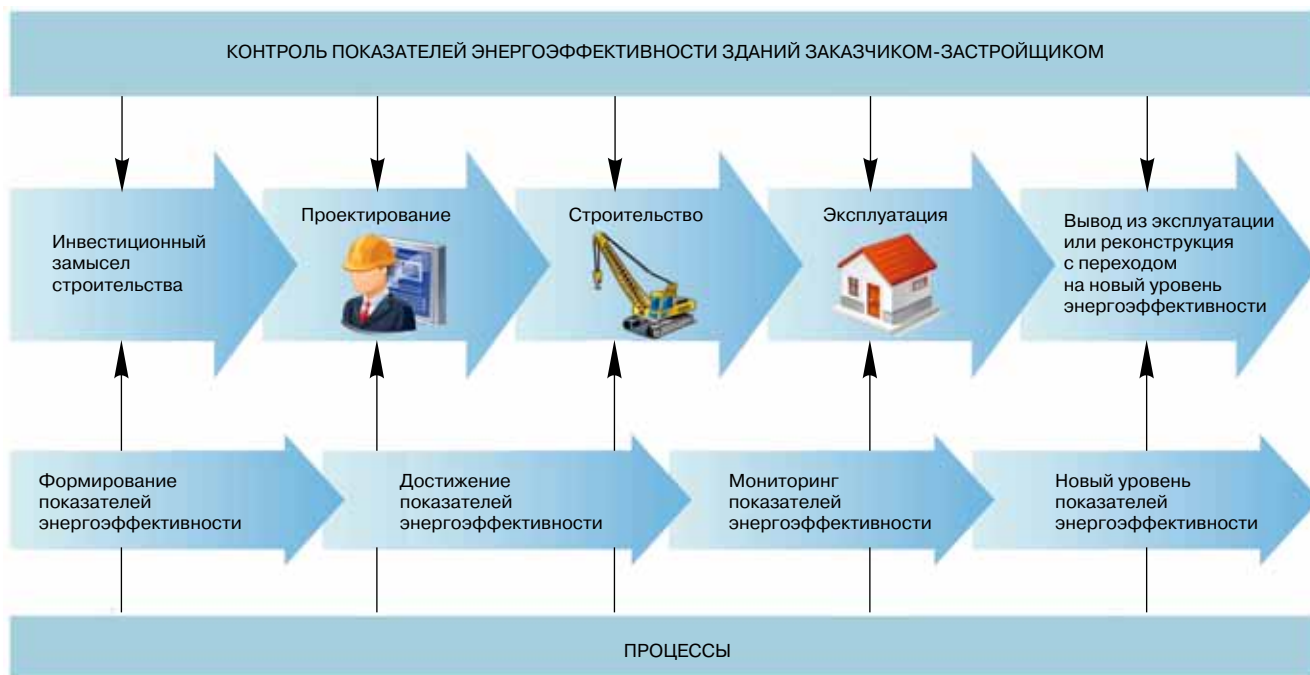 КОНТРОЛЬ ПОКАЗАТЕЛЕЙ ЭНЕРГОЭФФЕКТИВНОСТИ ЗДАНИЙ ЗАКАЗЧИКОМ-ЗАСТРОЙЩИКОМ
Инвестиционный
замысел
строительства
Проектирование
Строительство
Эксплуатация
Вывод из эксплуатации
или реконструкция
с переходом
на новый уровень
энергоэффективности
Формирование
показателей
энергоэффективности
Достижение
показателей
энергоэффективности
Мониторинг
показателей
энергоэффективности
Новый уровень
показателей
энергоэффективности
ПРОЦЕССЫ